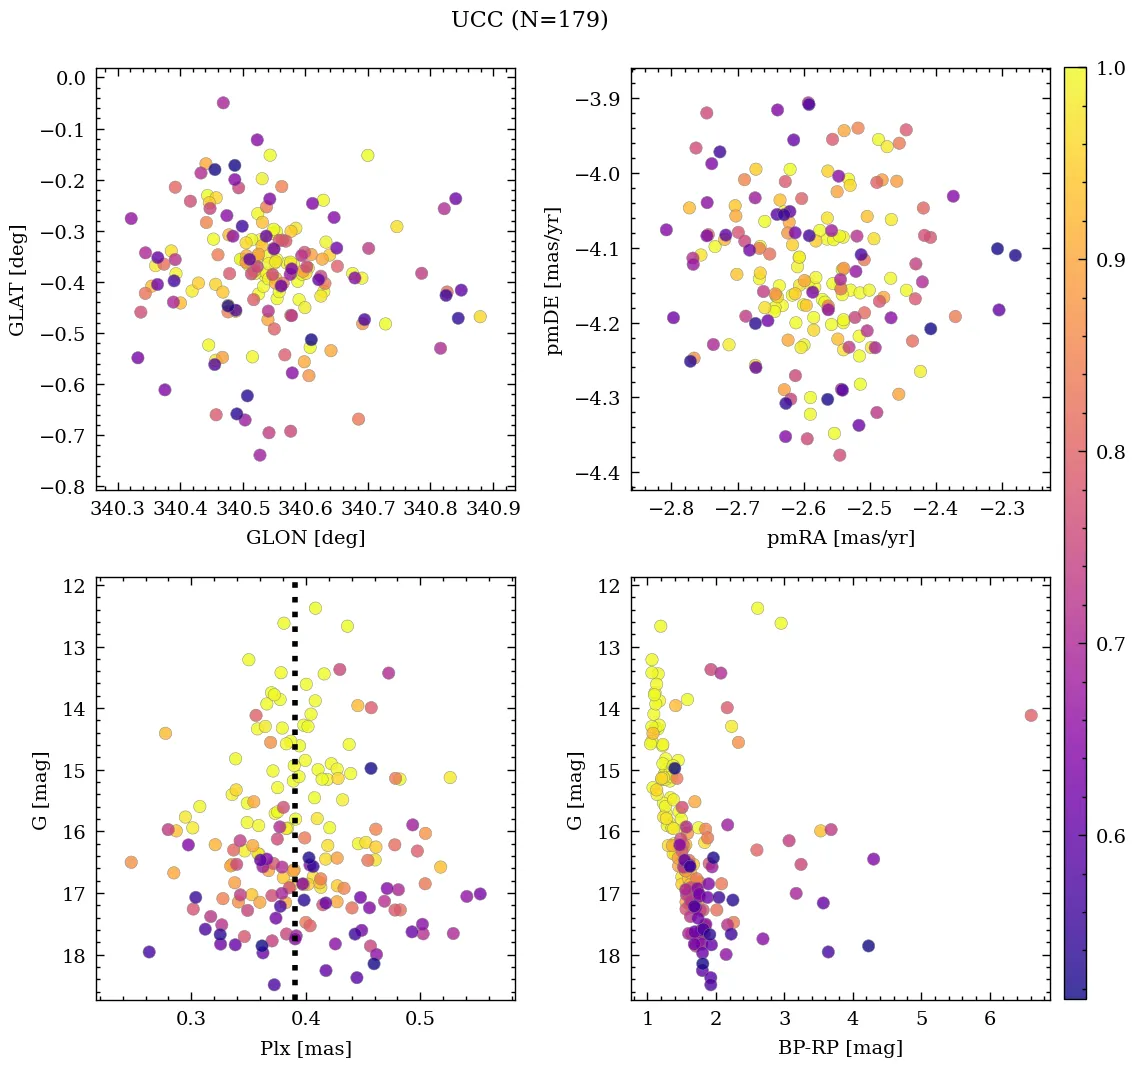 UCC (N=179)
0.0
−0.1
−0.2
−0.3
−0.4
−0.5
−0.6
−0.7
−0.8
GLAT [deg]
340.3 340.4 340.5 340.6 340.7 340.8 340.9
GLON [deg]
−3.9
−4.0
−4.1
−4.2
−4.3
−4.4
pmDE [mas/yr]
−2.8 −2.7 −2.6 −2.5 −2.4 −2.3
pmRA [mas/yr]
12
13
14
15
16
17
18
G [mag]
0.3 0.4 0.5
Plx [mas]
12
13
14
15
16
17
18
G [mag]
1 2 3 4 5 6
BP-RP [mag]
1.0
0.9
0.8
0.7
0.6